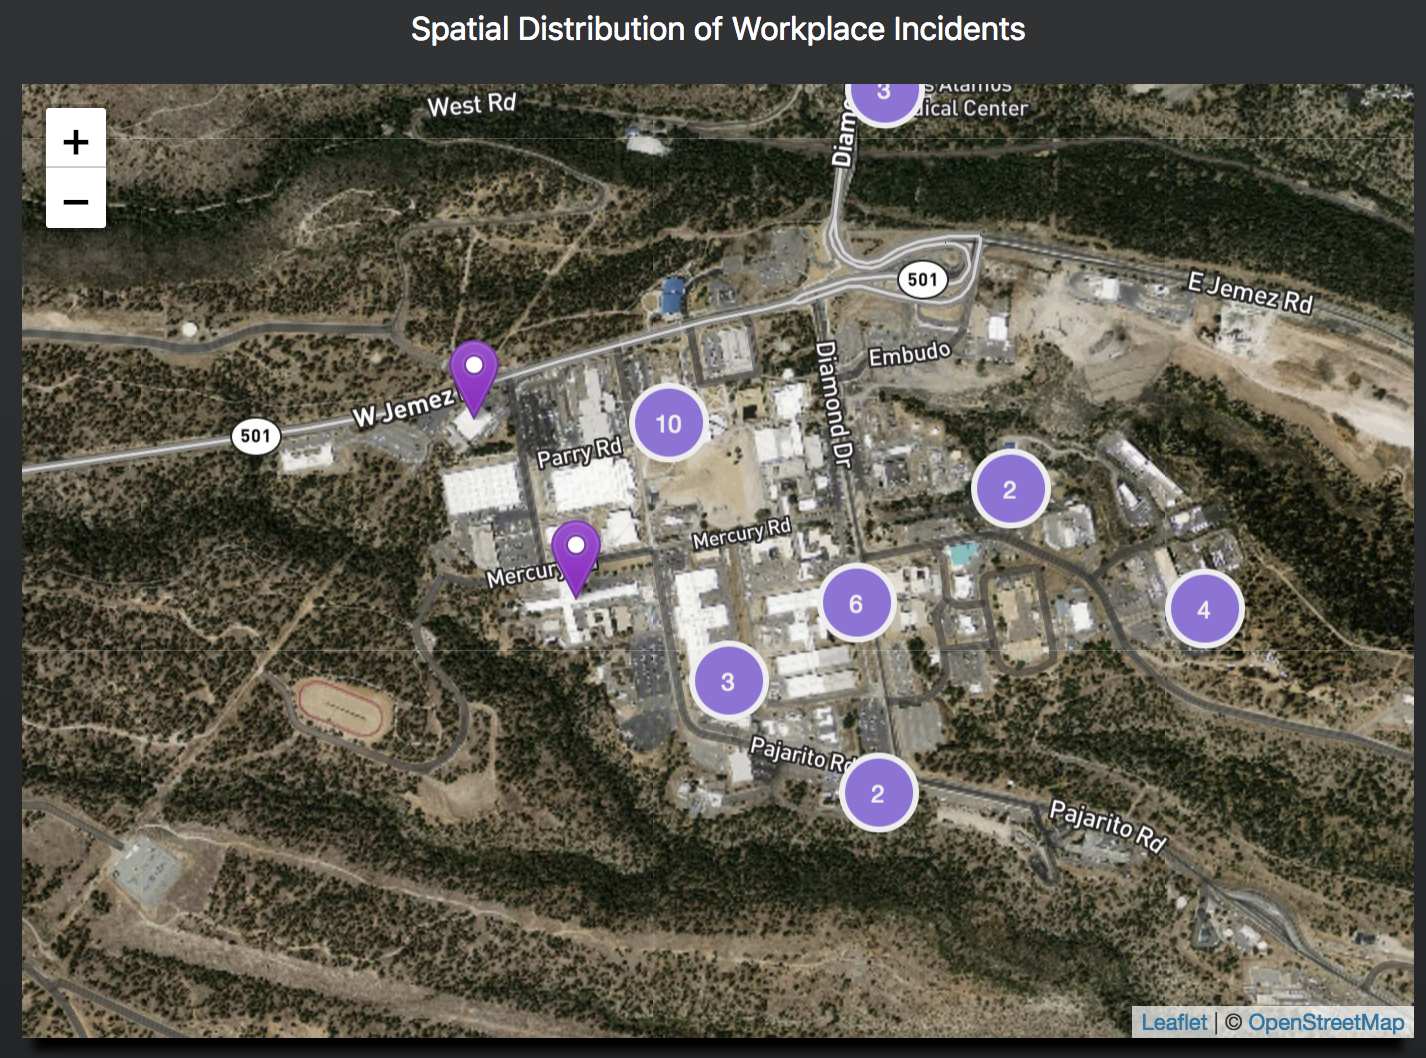 Spatial Distribution of Workplace Incidents
+
−
West Rd
3
Alamos
dical Center
Diam
501
E Jemez Rd
Embudo
Diamond Dr
W Jemez
501
10
Parry Rd
2
Mercury Rd
Mercury
6
4
3
Pajarito Rd
2
Pajarito Rd
Leaflet | © OpenStreetMap